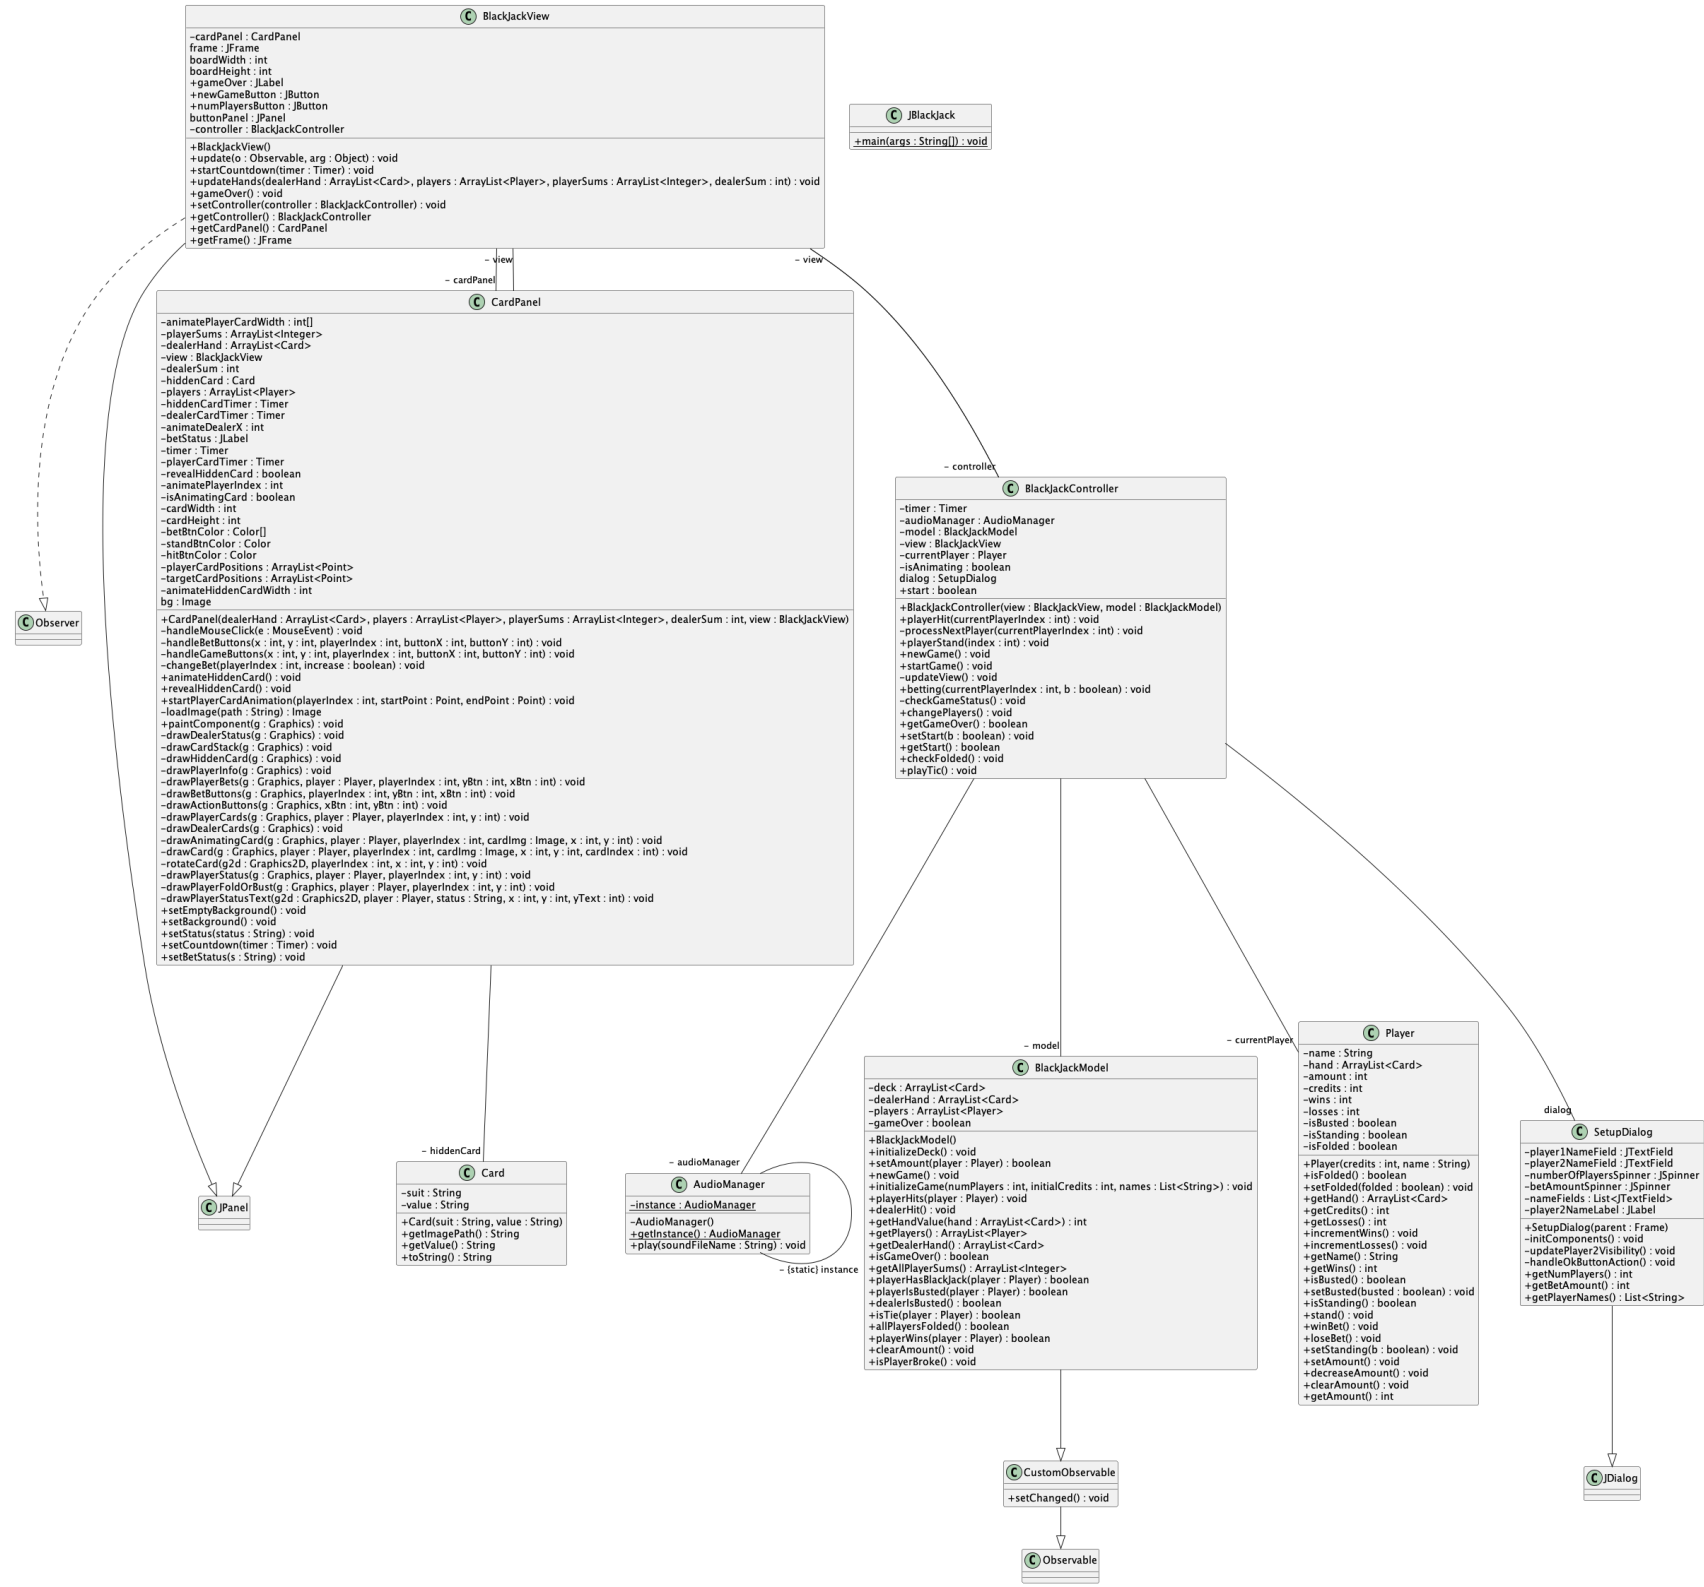 BlackJackView
-cardPanel : CardPanel
frame : JFrame
boardWidth : int
boardHeight : int
+gameOver : JLabel
+newGameButton : JButton
+numPlayersButton : JButton
buttonPanel : JPanel
-controller : BlackJackController
+BlackJackView()
+update(o : Observable, arg : Object) : void
+startCountdown(timer : Timer) : void
+updateHands(dealerHand : ArrayList<Card>, players : ArrayList<Player>, playerSums : ArrayList<Integer>, dealerSum : int) : void
+gameOver() : void
+setController(controller : BlackJackController) : void
+getController() : BlackJackController
+getCardPanel() : CardPanel
+getFrame() : JFrame
JBlackJack
+main(args : String[]) : void
- view
- cardPanel
- view
- controller
CardPanel
-animatePlayerCardWidth : int[]
-playerSums : ArrayList<Integer>
-dealerHand : ArrayList<Card>
-view : BlackJackView
-dealerSum : int
-hiddenCard : Card
-players : ArrayList<Player>
-hiddenCardTimer : Timer
-dealerCardTimer : Timer
-animateDealerX : int
-betStatus : JLabel
-timer : Timer
-playerCardTimer : Timer
-revealHiddenCard : boolean
-animatePlayerIndex : int
-isAnimatingCard : boolean
-cardWidth : int
-cardHeight : int
-betBtnColor : Color[]
-standBtnColor : Color
-hitBtnColor : Color
-playerCardPositions : ArrayList<Point>
-targetCardPositions : ArrayList<Point>
-animateHiddenCardWidth : int
bg : Image
+CardPanel(dealerHand : ArrayList<Card>, players : ArrayList<Player>, playerSums : ArrayList<Integer>, dealerSum : int, view : BlackJackView)
-handleMouseClick(e : MouseEvent) : void
-handleBetButtons(x : int, y : int, playerIndex : int, buttonX : int, buttonY : int) : void
-handleGameButtons(x : int, y : int, playerIndex : int, buttonX : int, buttonY : int) : void
-changeBet(playerIndex : int, increase : boolean) : void
+animateHiddenCard() : void
+revealHiddenCard() : void
+startPlayerCardAnimation(playerIndex : int, startPoint : Point, endPoint : Point) : void
-loadImage(path : String) : Image
+paintComponent(g : Graphics) : void
-drawDealerStatus(g : Graphics) : void
-drawCardStack(g : Graphics) : void
-drawHiddenCard(g : Graphics) : void
-drawPlayerInfo(g : Graphics) : void
-drawPlayerBets(g : Graphics, player : Player, playerIndex : int, yBtn : int, xBtn : int) : void
-drawBetButtons(g : Graphics, playerIndex : int, yBtn : int, xBtn : int) : void
-drawActionButtons(g : Graphics, xBtn : int, yBtn : int) : void
-drawPlayerCards(g : Graphics, player : Player, playerIndex : int, y : int) : void
-drawDealerCards(g : Graphics) : void
-drawAnimatingCard(g : Graphics, player : Player, playerIndex : int, cardImg : Image, x : int, y : int) : void
-drawCard(g : Graphics, player : Player, playerIndex : int, cardImg : Image, x : int, y : int, cardIndex : int) : void
-rotateCard(g2d : Graphics2D, playerIndex : int, x : int, y : int) : void
-drawPlayerStatus(g : Graphics, player : Player, playerIndex : int, y : int) : void
-drawPlayerFoldOrBust(g : Graphics, player : Player, playerIndex : int, y : int) : void
-drawPlayerStatusText(g2d : Graphics2D, player : Player, status : String, x : int, y : int, yText : int) : void
+setEmptyBackground() : void
+setBackground() : void
+setStatus(status : String) : void
+setCountdown(timer : Timer) : void
+setBetStatus(s : String) : void
BlackJackController
-timer : Timer
-audioManager : AudioManager
-model : BlackJackModel
-view : BlackJackView
-currentPlayer : Player
-isAnimating : boolean
dialog : SetupDialog
+start : boolean
+BlackJackController(view : BlackJackView, model : BlackJackModel)
+playerHit(currentPlayerIndex : int) : void
-processNextPlayer(currentPlayerIndex : int) : void
+playerStand(index : int) : void
+newGame() : void
+startGame() : void
-updateView() : void
+betting(currentPlayerIndex : int, b : boolean) : void
-checkGameStatus() : void
+changePlayers() : void
+getGameOver() : boolean
+setStart(b : boolean) : void
+getStart() : boolean
+checkFolded() : void
+playTic() : void
Observer
- hiddenCard
- audioManager
- model
- currentPlayer
dialog
JPanel
Card
-suit : String
-value : String
+Card(suit : String, value : String)
+getImagePath() : String
+getValue() : String
+toString() : String
AudioManager
-instance : AudioManager
-AudioManager()
+getInstance() : AudioManager
+play(soundFileName : String) : void
- {static} instance
BlackJackModel
-deck : ArrayList<Card>
-dealerHand : ArrayList<Card>
-players : ArrayList<Player>
-gameOver : boolean
+BlackJackModel()
+initializeDeck() : void
+setAmount(player : Player) : boolean
+newGame() : void
+initializeGame(numPlayers : int, initialCredits : int, names : List<String>) : void
+playerHits(player : Player) : void
+dealerHit() : void
+getHandValue(hand : ArrayList<Card>) : int
+getPlayers() : ArrayList<Player>
+getDealerHand() : ArrayList<Card>
+isGameOver() : boolean
+getAllPlayerSums() : ArrayList<Integer>
+playerHasBlackJack(player : Player) : boolean
+playerIsBusted(player : Player) : boolean
+dealerIsBusted() : boolean
+isTie(player : Player) : boolean
+allPlayersFolded() : boolean
+playerWins(player : Player) : boolean
+clearAmount() : void
+isPlayerBroke() : void
Player
-name : String
-hand : ArrayList<Card>
-amount : int
-credits : int
-wins : int
-losses : int
-isBusted : boolean
-isStanding : boolean
-isFolded : boolean
+Player(credits : int, name : String)
+isFolded() : boolean
+setFolded(folded : boolean) : void
+getHand() : ArrayList<Card>
+getCredits() : int
+getLosses() : int
+incrementWins() : void
+incrementLosses() : void
+getName() : String
+getWins() : int
+isBusted() : boolean
+setBusted(busted : boolean) : void
+isStanding() : boolean
+stand() : void
+winBet() : void
+loseBet() : void
+setStanding(b : boolean) : void
+setAmount() : void
+decreaseAmount() : void
+clearAmount() : void
+getAmount() : int
SetupDialog
-player1NameField : JTextField
-player2NameField : JTextField
-numberOfPlayersSpinner : JSpinner
-betAmountSpinner : JSpinner
-nameFields : List<JTextField>
-player2NameLabel : JLabel
+SetupDialog(parent : Frame)
-initComponents() : void
-updatePlayer2Visibility() : void
-handleOkButtonAction() : void
+getNumPlayers() : int
+getBetAmount() : int
+getPlayerNames() : List<String>
CustomObservable
+setChanged() : void
JDialog
Observable